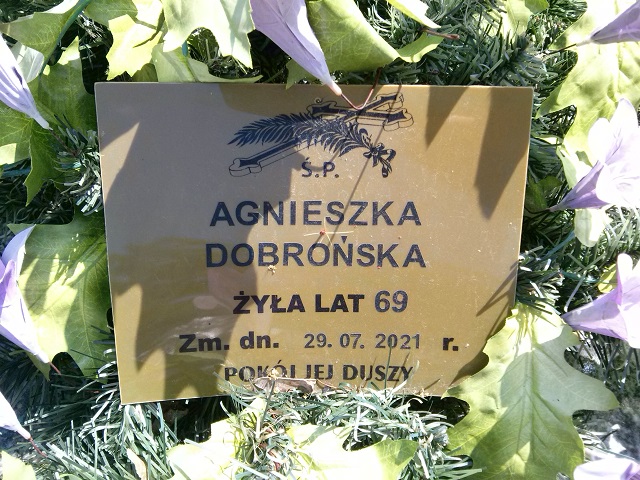 Ś.P.
AGNIESZKA
DOBROŃSKA
ŻYŁA LAT 69
Zm. dn. 29. 07. 2021 r.
POKÓJ JEJ DUSZY